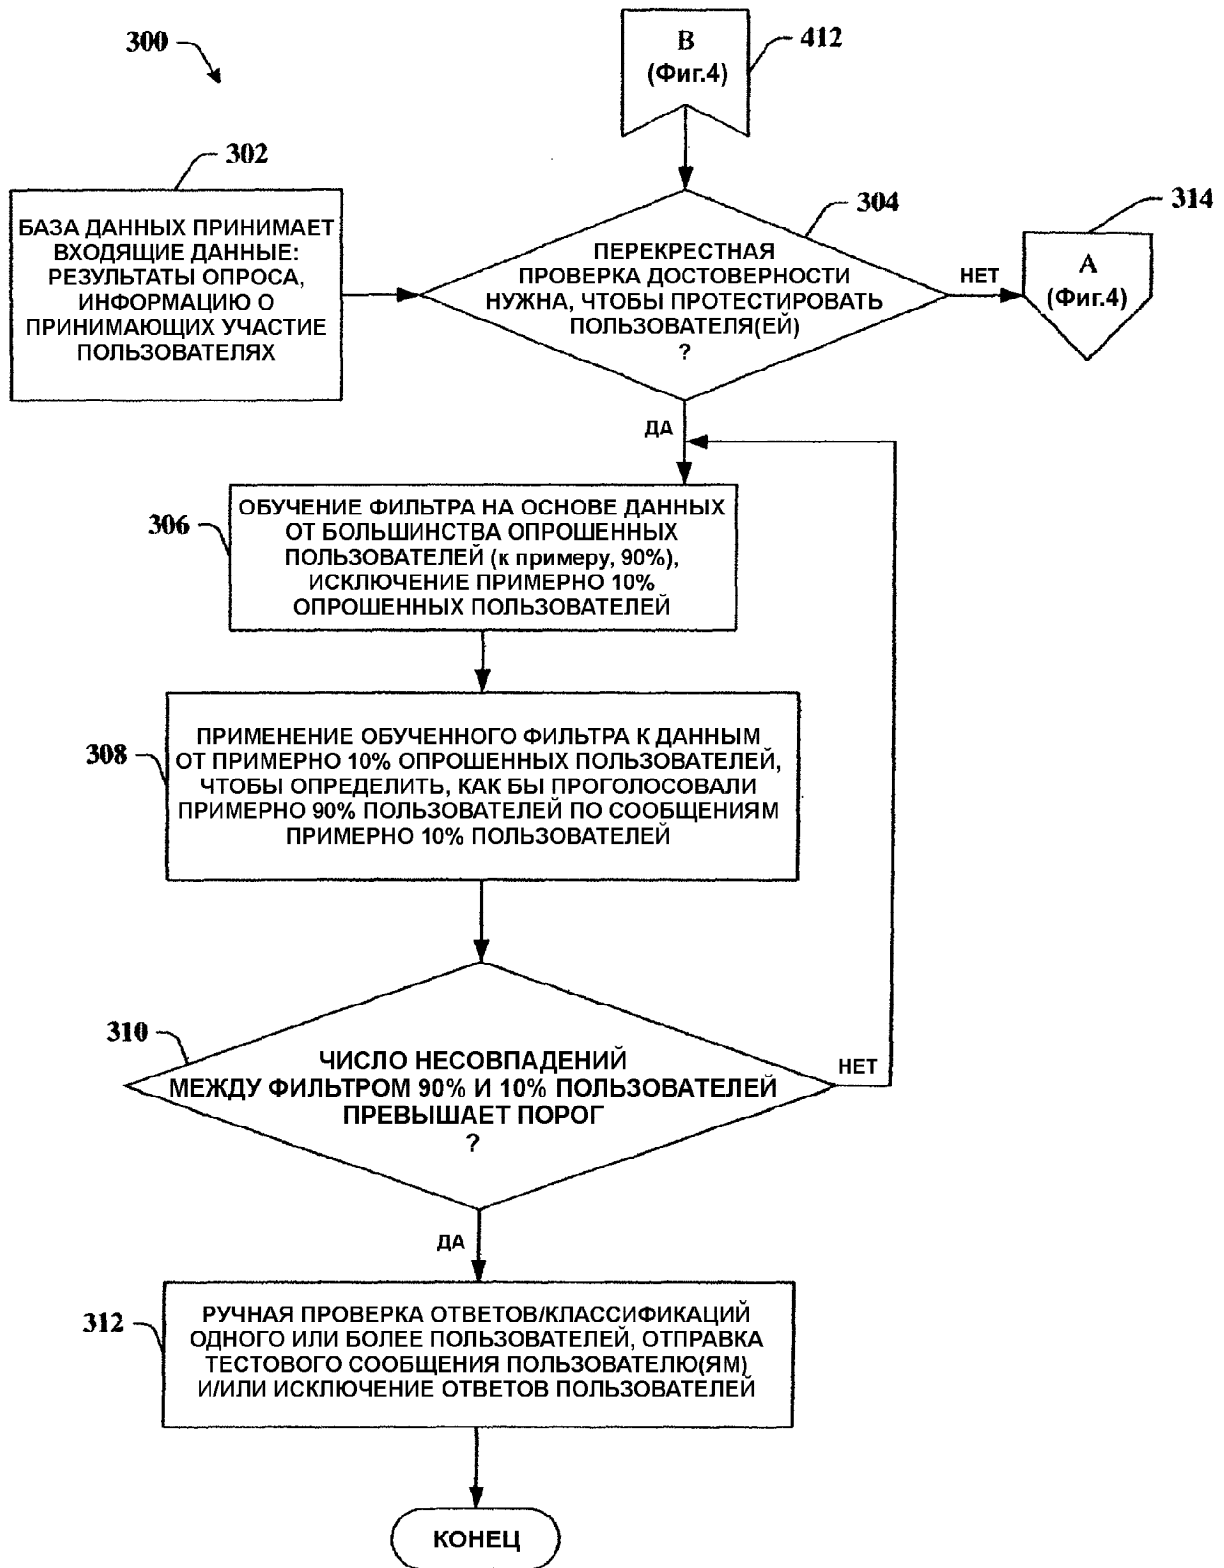 300
В
(Фиг.4)
412
302
БАЗА ДАННЫХ ПРИНИМАЕТ
ВХОДЯЩИЕ ДАННЫЕ:
РЕЗУЛЬТАТЫ ОПРОСА,
ИНФОРМАЦИЮ О
ПРИНИМАЮЩИХ УЧАСТИЕ
ПОЛЬЗОВАТЕЛЯХ
304
ПЕРЕКРЕСТНАЯ
ПРОВЕРКА ДОСТОВЕРНОСТИ
НУЖНА, ЧТОБЫ ПРОТЕСТИРОВАТЬ
ПОЛЬЗОВАТЕЛЯ(ЕЙ)
?
НЕТ
314
А
(Фиг.4)
ДА
306
ОБУЧЕНИЕ ФИЛЬТРА НА ОСНОВЕ ДАННЫХ
ОТ БОЛЬШИНСТВА ОПРОШЕННЫХ
ПОЛЬЗОВАТЕЛЕЙ (к примеру, 90%),
ИСКЛЮЧЕНИЕ ПРИМЕРНО 10%
ОПРОШЕННЫХ ПОЛЬЗОВАТЕЛЕЙ
308
ПРИМЕНЕНИЕ ОБУЧЕННОГО ФИЛЬТРА К ДАННЫМ
ОТ ПРИМЕРНО 10% ОПРОШЕННЫХ ПОЛЬЗОВАТЕЛЕЙ,
ЧТОБЫ ОПРЕДЕЛИТЬ, КАК БЫ ПРОГОЛОСОВАЛИ
ПРИМЕРНО 90% ПОЛЬЗОВАТЕЛЕЙ ПО СООБЩЕНИЯМ
ПРИМЕРНО 10% ПОЛЬЗОВАТЕЛЕЙ
310
ЧИСЛО НЕСОВПАДЕНИЙ
МЕЖДУ ФИЛЬТРОМ 90% И 10% ПОЛЬЗОВАТЕЛЕЙ
ПРЕВЫШАЕТ ПОРОГ
?
НЕТ
ДА
312
РУЧНАЯ ПРОВЕРКА ОТВЕТОВ/КЛАССИФИКАЦИЙ
ОДНОГО ИЛИ БОЛЕЕ ПОЛЬЗОВАТЕЛЕЙ, ОТПРАВКА
ТЕСТОВОГО СООБЩЕНИЯ ПОЛЬЗОВАТЕЛЮ(ЯМ)
И/ИЛИ ИСКЛЮЧЕНИЕ ОТВЕТОВ ПОЛЬЗОВАТЕЛЕЙ
КОНЕЦ